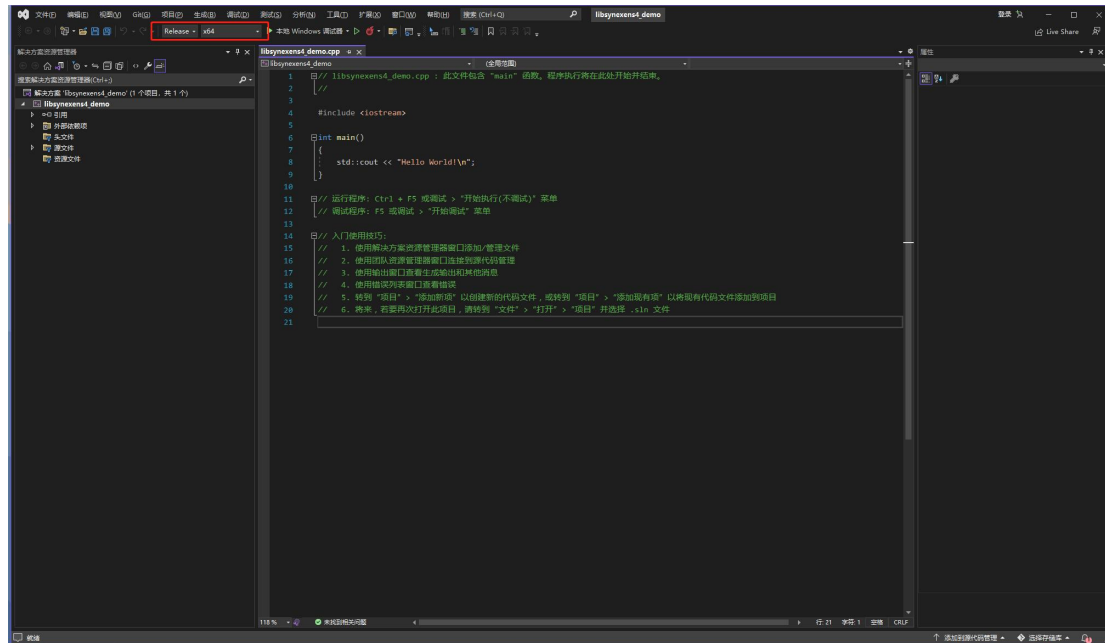 文件(F) 编辑(E) 视图(V) Git(G) 项目(P) 生成(B) 调试(D) 测试(S) 分析(N) 工具(T) 扩展(X) 窗口(W) 帮助(H) 搜索 (Ctrl+Q) libsynexens4_demo 登录
Release x64 本地 Windows 调试器 Live Share
解决方案资源管理器
搜索解决方案资源管理器(Ctrl+;)
解决方案 'libsynexens4_demo' (1 个项目，共 1 个)
libsynexens4_demo
引用
外部依赖项
头文件
源文件
资源文件
libsynexens4_demo.cpp
libsynexens4_demo (全局范围)
1 // libsynexens4_demo.cpp : 此文件包含 "main" 函数。程序执行将在此处开始并结束。
2 //
3
4 #include <iostream>
5
6 int main()
7 {
8 std::cout << "Hello World!\n";
9 }
10
11 // 运行程序: Ctrl + F5 或调试 > "开始执行(不调试)" 菜单
12 // 调试程序: F5 或调试 > "开始调试" 菜单
13
14 // 入门使用技巧:
15 // 1. 使用解决方案资源管理器窗口添加/管理文件
16 // 2. 使用团队资源管理器窗口连接到源代码管理
17 // 3. 使用输出窗口查看生成输出和其他消息
18 // 4. 使用错误列表窗口查看错误
19 // 5. 转到 "项目" > "添加新项" 以创建新的代码文件，或转到 "项目" > "添加现有项" 以将现有代码文件添加到项目
20 // 6. 将来，若要再次打开此项目，请转到 "文件" > "打开" > "项目" 并选择 .sln 文件
21
属性
118 % 未找到相关问题 行: 21 字符: 1 空格 CRLF
就绪 添加到源代码管理 选择存储库